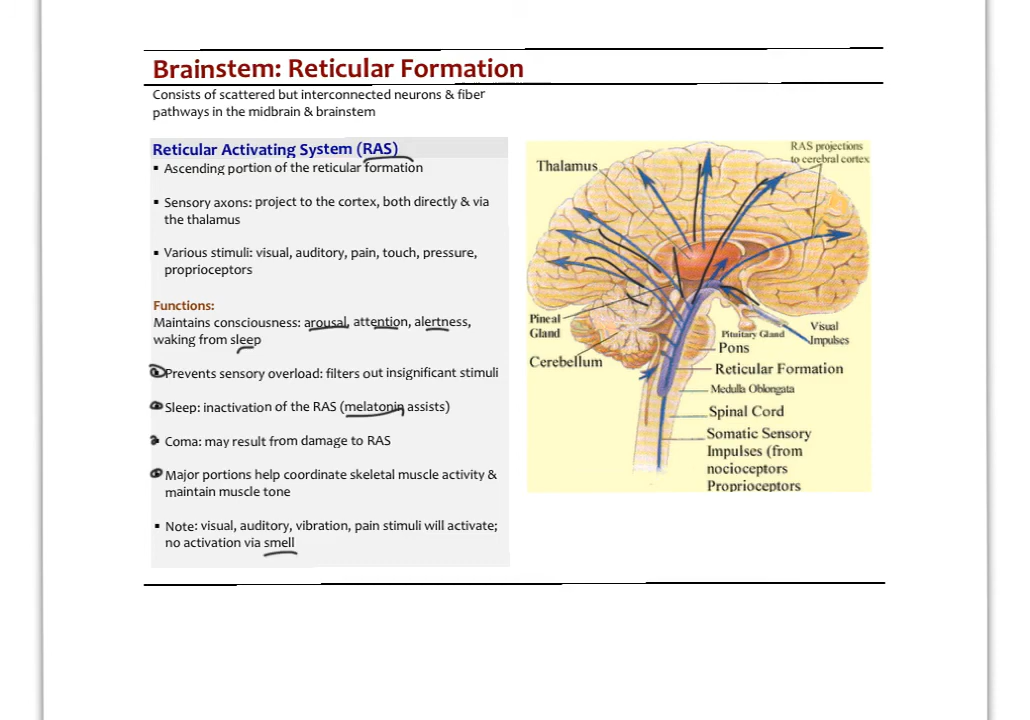 Brainstem: Reticular Formation
Consists of scattered but interconnected neurons & fiber
pathways in the midbrain & brainstem
Reticular Activating System (RAS)
▪ Ascending portion of the reticular formation
▪ Sensory axons: project to the cortex, both directly & via
the thalamus
▪ Various stimuli: visual, auditory, pain, touch, pressure,
proprioceptors
Functions:
Maintains consciousness: arousal, attention, alertness,
waking from sleep
Prevents sensory overload: filters out insignificant stimuli
Sleep: inactivation of the RAS (melatonin assists)
Coma: may result from damage to RAS
Major portions help coordinate skeletal muscle activity &
maintain muscle tone
▪ Note: visual, auditory, vibration, pain stimuli will activate;
no activation via smell
RAS projections
to cerebral cortex
Thalamus
Pineal
Gland
Cerebellum
Pituitary Gland
Visual
Impulses
Pons
Reticular Formation
Medulla Oblongata
Spinal Cord
Somatic Sensory
Impulses (from
nocioceptors
Proprioceptors